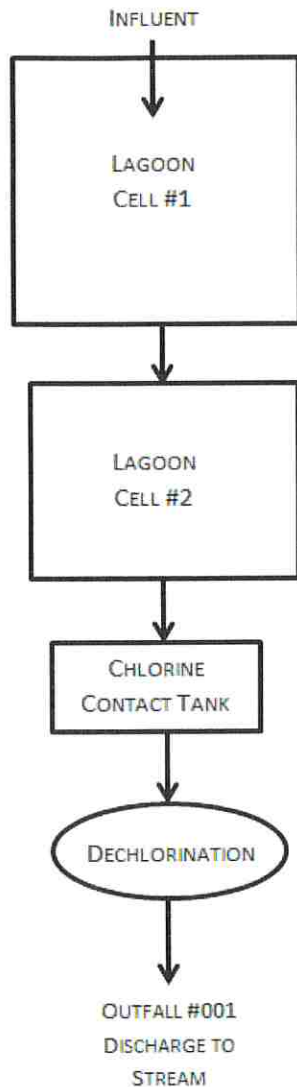 INFLUENT
LAGOON
CELL #1
LAGOON
CELL #2
CHLORINE
CONTACT TANK
DECHLORINATION
OUTFALL #001
DISCHARGE TO
STREAM